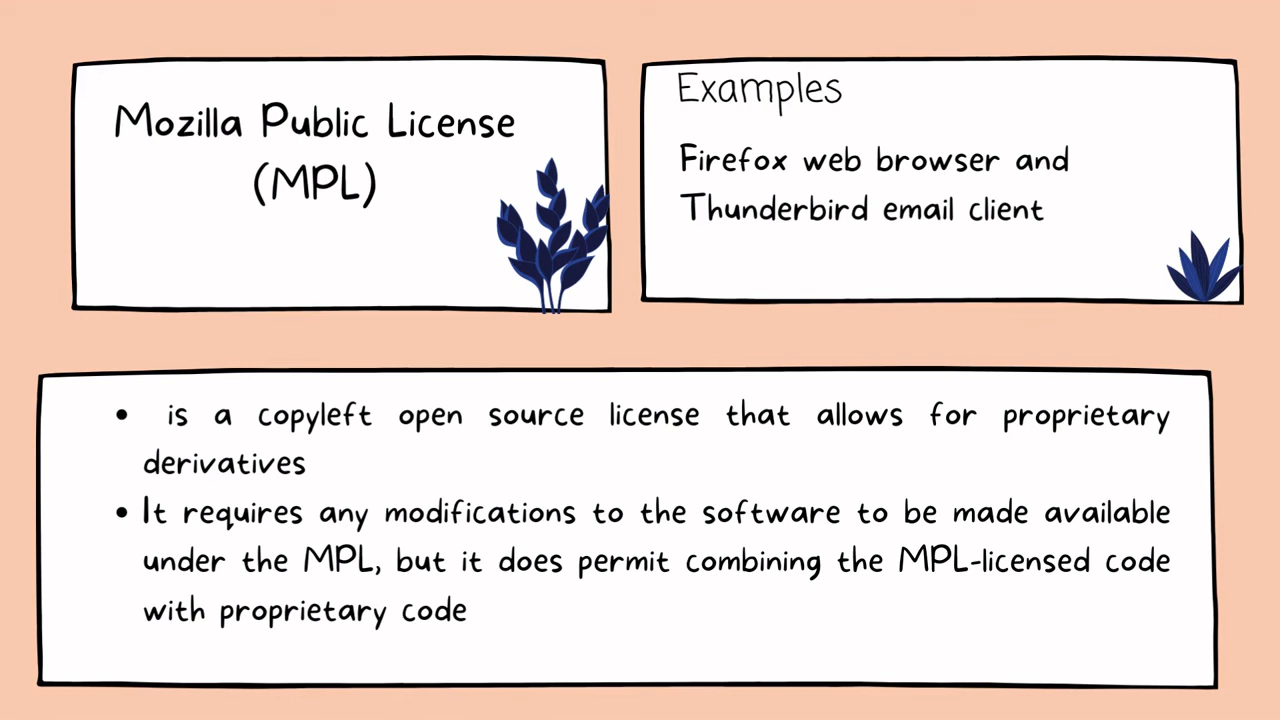 Mozilla Public License
(MPL)
Examples
Firefox web browser and
Thunderbird email client
• is a copyleft open source license that allows for proprietary
derivatives
• It requires any modifications to the software to be made available
under the MPL, but it does permit combining the MPL-licensed code
with proprietary code